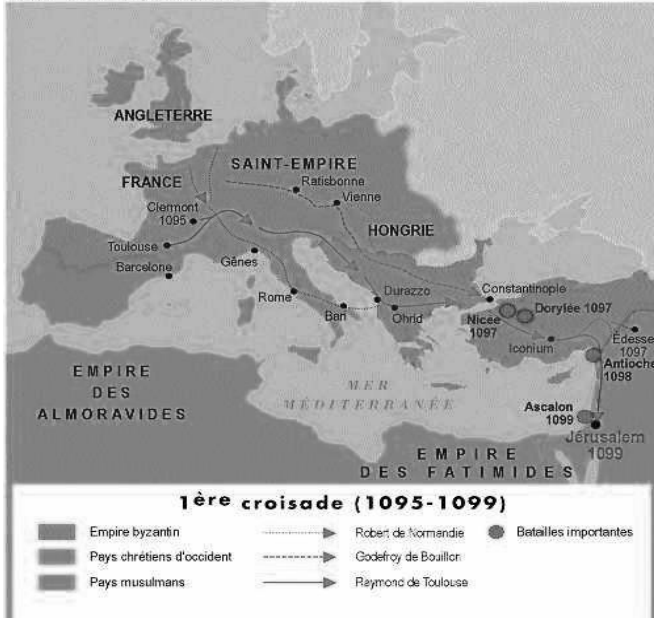 ANGLETERRE
SAINT-EMPIRE
FRANCE
Ratisbonne
Vienne
Clermont
1095
HONGRIE
Toulouse
Gênes
Barcelone
Rome
Bari
Durazzo
Ohrid
Constantinople
Nicée
1097
Dorylée 1097
Iconium
Édesse
1097
Antioche
1098
EMPIRE
DES
ALMORAVIDES
MER
MÉDITERRANÉE
Ascalon
1099
Jérusalem
1099
EMPIRE
DES FATIMIDES
1ère croisade (1095-1099)
Empire byzantin
Robert de Normandie
Batailles importantes
Pays chrétiens d'occident
Godefroy de Bouillon
Pays musulmans
Raymond de Toulouse